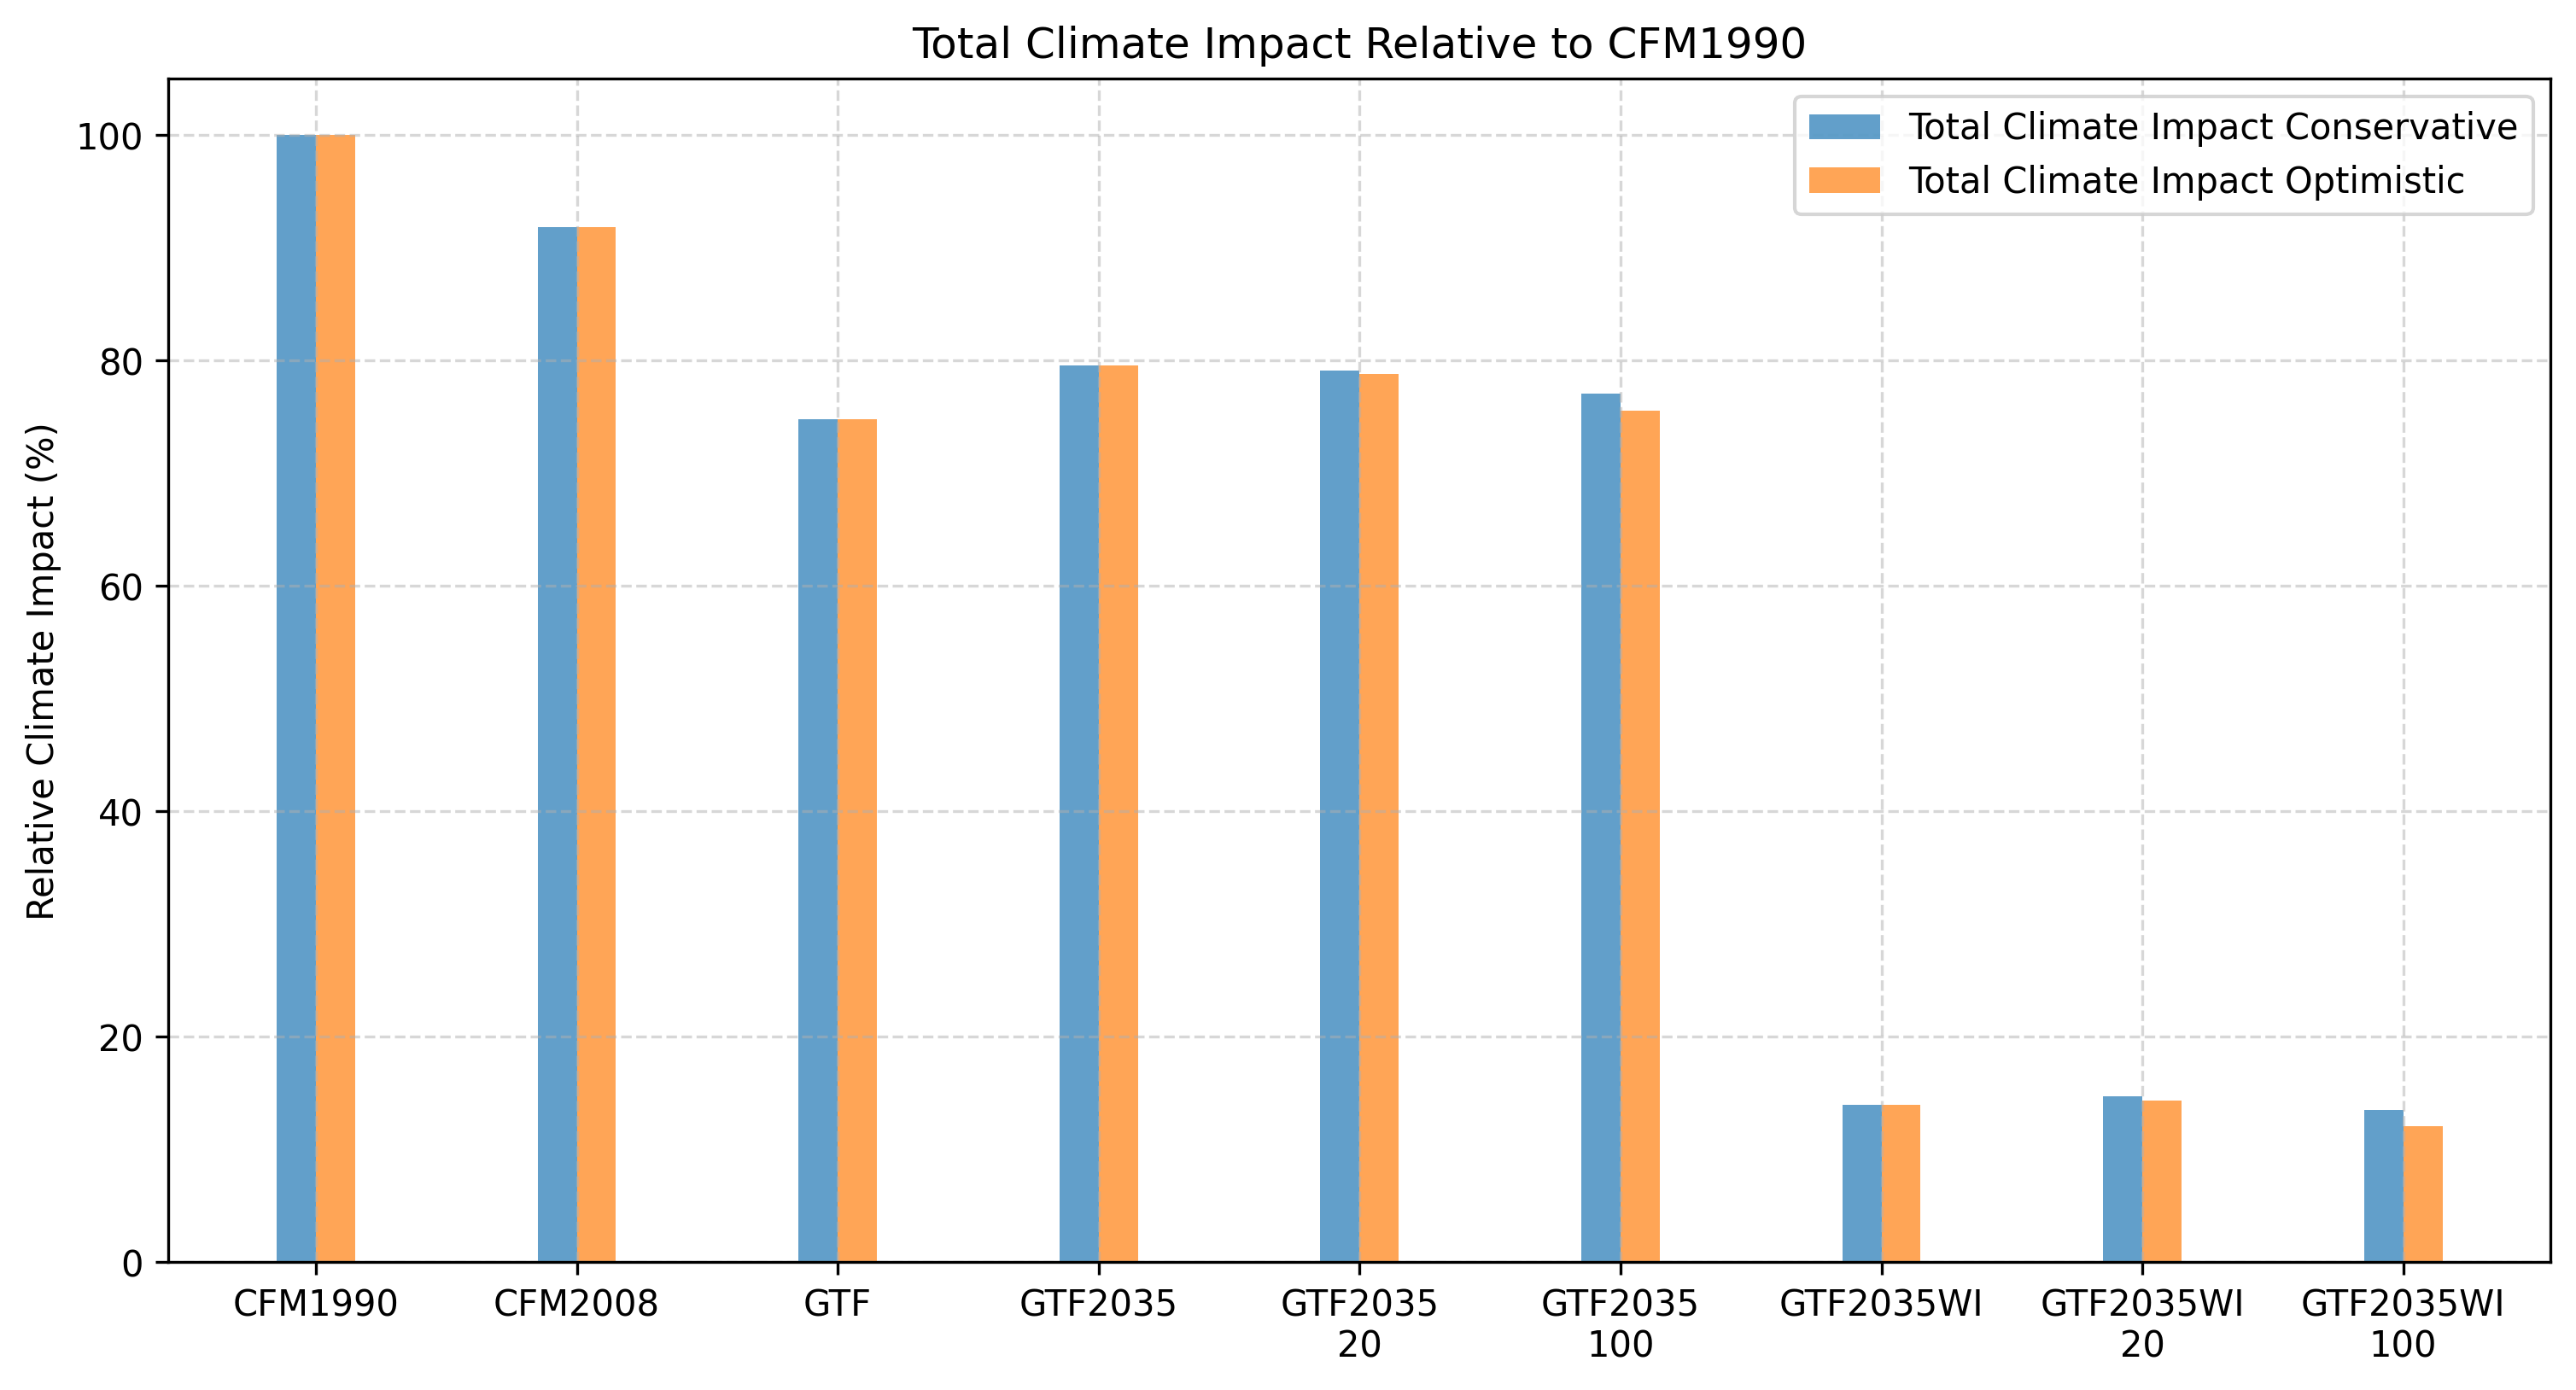 Total Climate Impact Relative to CFM1990
Total Climate Impact Conservative
Total Climate Impact Optimistic
Relative Climate Impact (%)
100
80
60
40
20
0
CFM1990
CFM2008
GTF
GTF2035
GTF2035
20
GTF2035
100
GTF2035WI
GTF2035WI
20
GTF2035WI
100